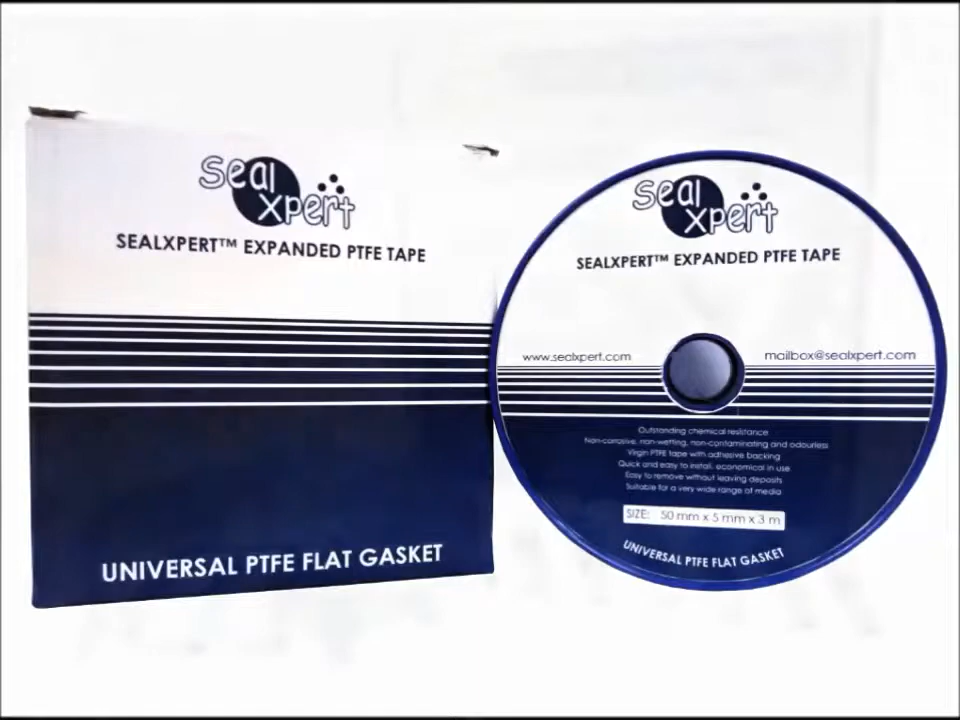 Seal
xpert
SEALXPERT™ EXPANDED PTFE TAPE
UNIVERSAL PTFE FLAT GASKET
Seal
xpert
SEALXPERT™ EXPANDED PTFE TAPE
www.sealxpert.com
mailbox@sealxpert.com
Outstanding chemical resistance
Non-corrosive, non-wetting, non-contaminating and odourless
Virgin PTFE tape with adhesive backing
Quick and easy to install, economical in use
Easy to remove without leaving deposits
Suitable for a very wide range of media
SIZE: 50 mm x 5 mm x 3 m
UNIVERSAL PTFE FLAT GASKET